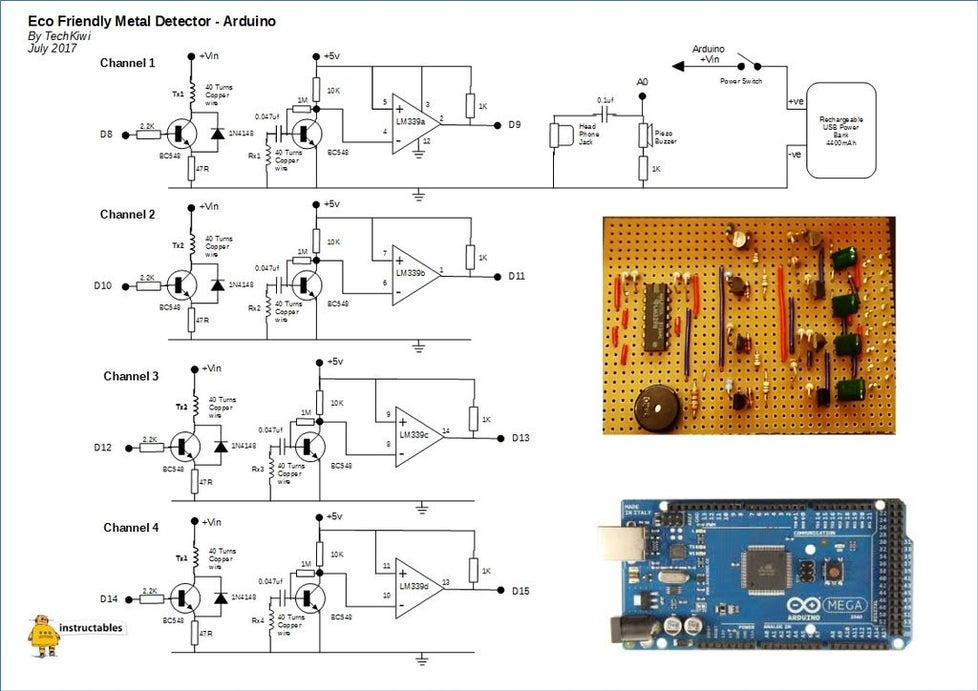 Eco Friendly Metal Detector - Arduino
By TechKiwi
July 2017
Channel 1
+Vin
Tx1
40 Turns
Copper
wire
D8
2.2K
BC548
1N4148
47R
+5v
10K
1M
0.047uf
40 Turns
Copper
wire
Rx1
BC548
5
+
4
-
3
LM339a
2
12
1K
D9
Arduino
+Vin
Power Switch
A0
0.1uf
Head
Phone
Jack
Piezo
Buzzer
1K
+ve
-ve
Rechargeable
USB Power
Bank
4400mAh
Channel 2
+Vin
Tx2
40 Turns
Copper
wire
D10
2.2K
BC548
1N4148
47R
+5v
10K
1M
0.047uf
40 Turns
Copper
wire
Rx2
BC548
7
+
6
-
LM339b
1
1K
D11
Channel 3
+Vin
Tx2
40 Turns
Copper
wire
D12
2.2K
BC548
1N4148
47R
+5v
10K
1M
0.047uf
40 Turns
Copper
wire
Rx3
BC548
9
+
8
-
LM339c
14
1K
D13
Channel 4
+Vin
Tx1
40 Turns
Copper
wire
D14
2.2K
BC548
1N4148
47R
+5v
10K
1M
0.047uf
40 Turns
Copper
wire
Rx4
BC548
11
+
10
-
LM339d
13
1K
D15
instructables
MADE
IN ITALY
COMMUNICATION
MEGA
ARDUINO
POWER
ANALOG IN
DIGITAL